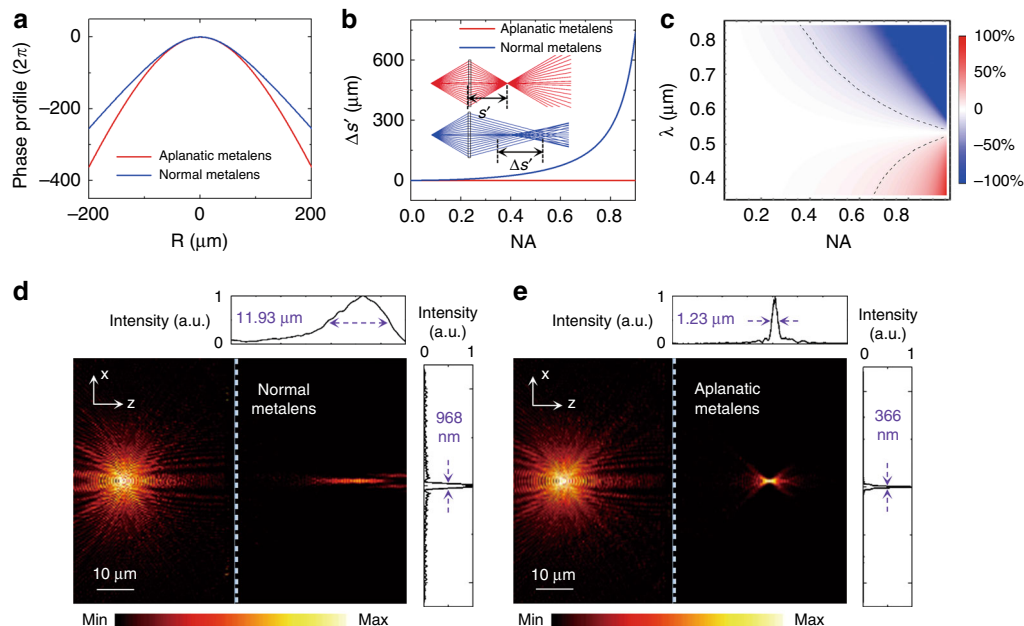 a
Phase profile (2π)
0
−200
−400
−200
0
200
R (μm)
Aplanatic metalens
Normal metalens
b
Δs′ (μm)
600
300
0
0.0
0.2
0.4
0.6
0.8
NA
Aplanatic metalens
Normal metalens
s′
Δs′
c
λ (μm)
0.8
0.7
0.6
0.5
0.4
0.2
0.4
0.6
0.8
NA
100%
50%
0
−50%
−100%
d
Intensity (a.u.)
1
0
11.93 μm
Intensity
(a.u.)
0 1
x
z
Normal
metalens
968
nm
10 μm
Min
Max
e
Intensity (a.u.)
1
0
1.23 μm
Intensity
(a.u.)
0 1
x
z
Aplanatic
metalens
366
nm
10 μm
Min
Max